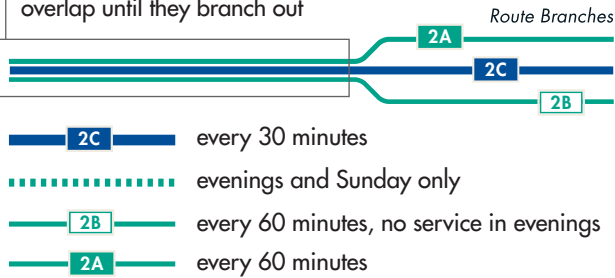 overlap until they branch out
Route Branches
2A
2C
2B
2C every 30 minutes
evenings and Sunday only
2B every 60 minutes, no service in evenings
2A every 60 minutes